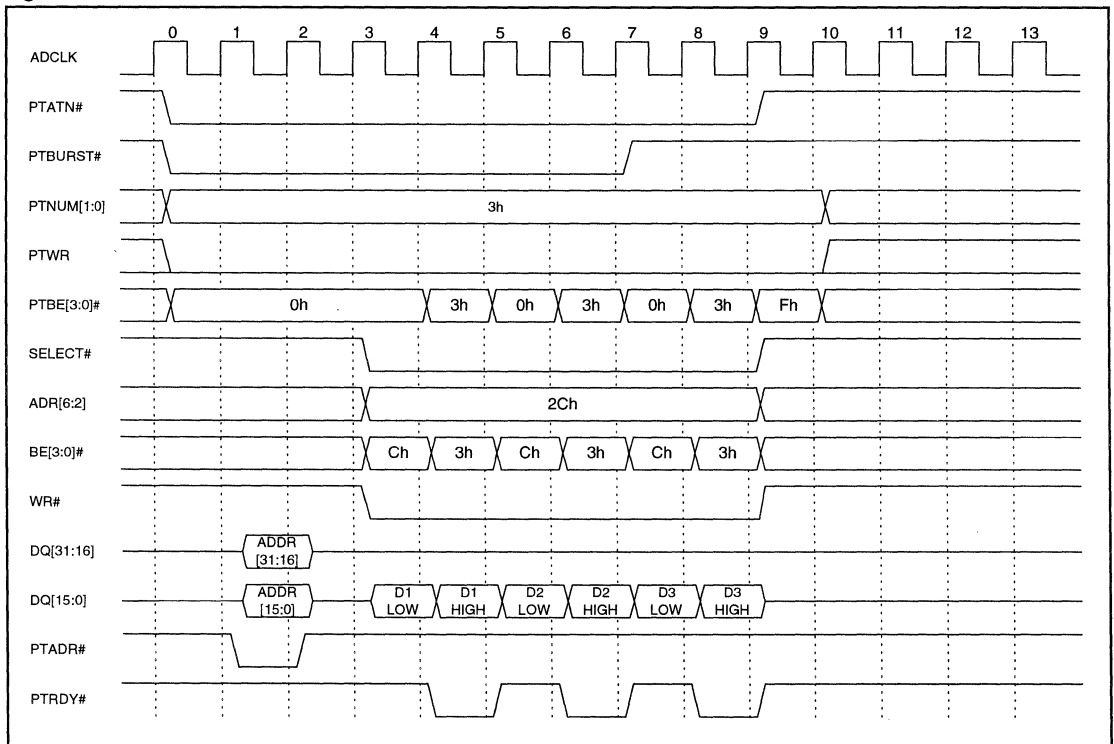 0 1 2 3 4 5 6 7 8 9 10 11 12 13
ADCLK
PTATN#
PTBURST#
PTNUM[1:0] 3h
PTWR
PTBE[3:0]# 0h 3h 0h 3h 0h 3h Fh
SELECT#
ADR[6:2] 2Ch
BE[3:0]# Ch 3h Ch 3h Ch 3h
WR#
DQ[31:16] ADDR
[31:16]
DQ[15:0] ADDR D1 D1 D2 D2 D3 D3
[15:0] LOW HIGH LOW HIGH LOW HIGH
PTADR#
PTRDY#